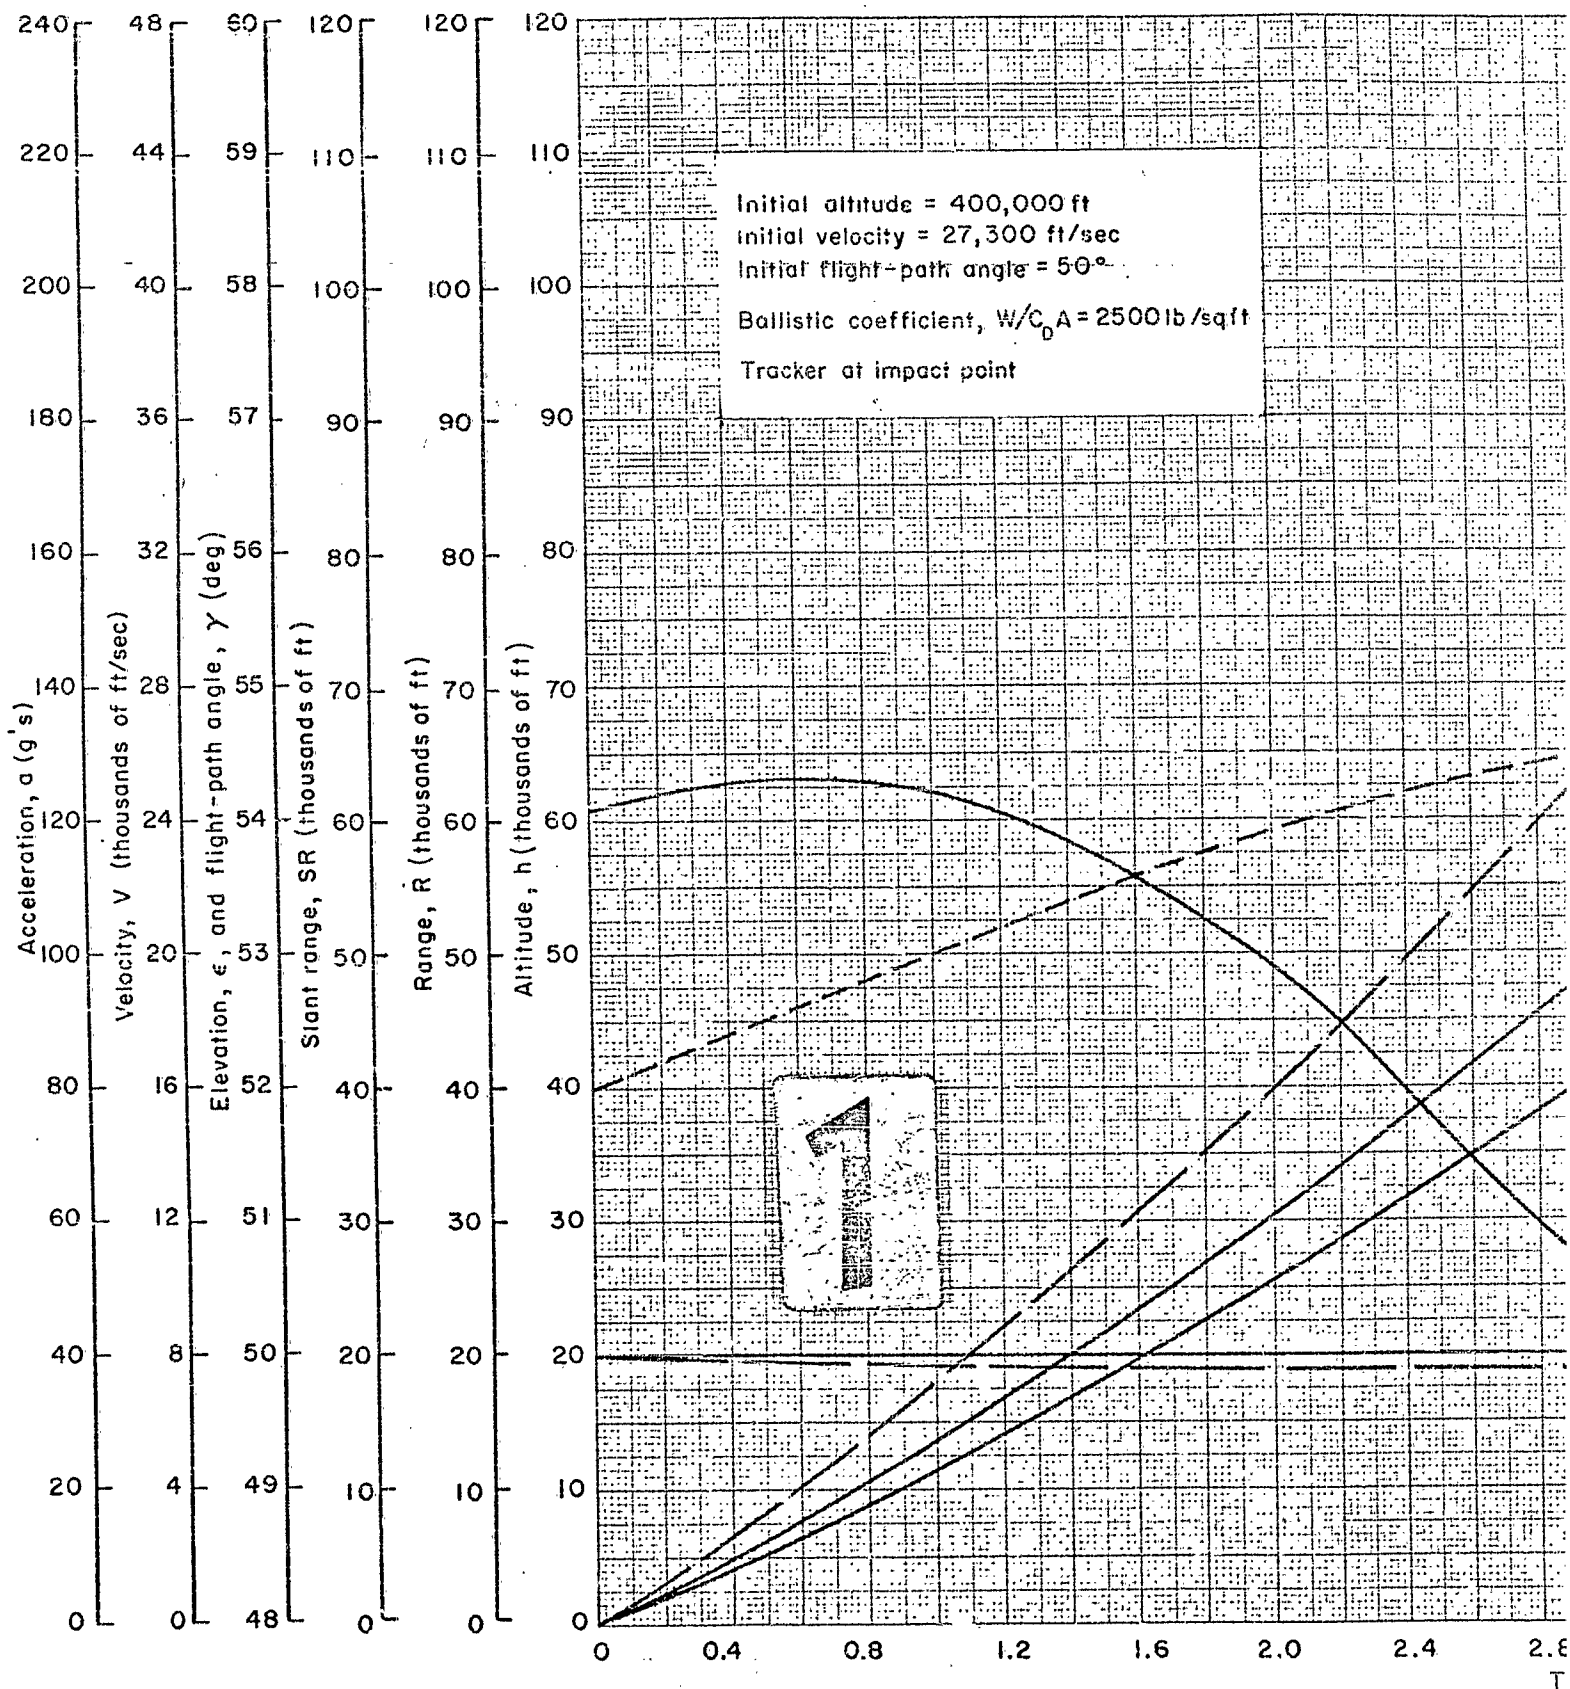 240 48 60 120 120 120
220 44 59 110 110 110
Initial altitude = 400,000 ft
Initial velocity = 27,300 ft/sec
Initial flight-path angle = 50°
200 40 58 100 100 100
Ballistic coefficient, W/C_D A = 2500 lb/sq ft
Tracker at impact point
180 36 57 90 90 90
160 32 56 80 80 80
140 28 55 70 70 70
120 24 54 60 60 60
100 20 53 50 50 50
80 16 52 40 40 40
60 12 51 30 30 30
40 8 50 20 20 20
20 4 49 10 10 10
0 0 48 0 0 0
Acceleration, a (g's)
Velocity, V (thousands of ft/sec)
Elevation, ε, and flight-path angle, γ (deg)
Slant range, SR (thousands of ft)
Range, R (thousands of ft)
Altitude, h (thousands of ft)
1
0 0.4 0.8 1.2 1.6 2.0 2.4 2.8
T